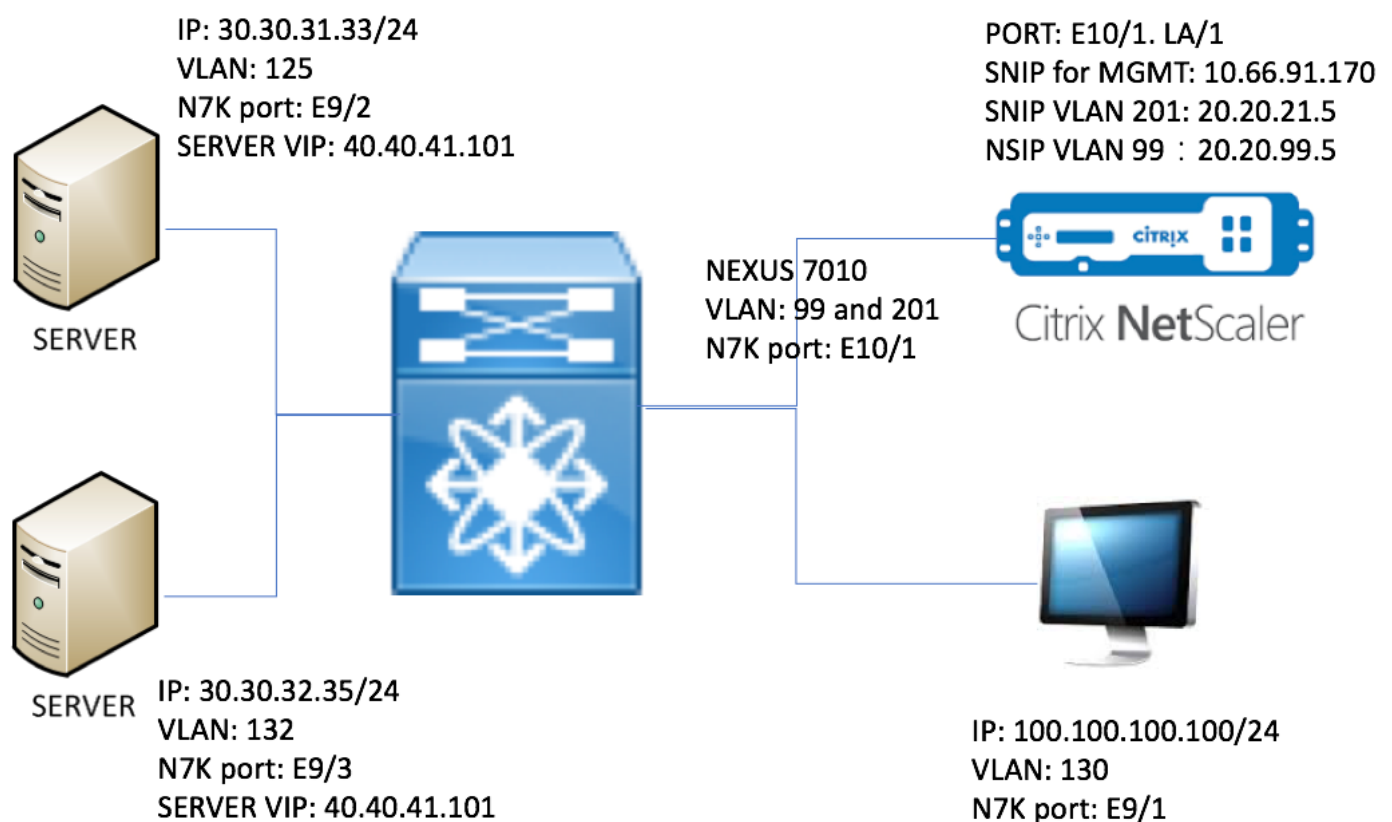 IP: 30.30.31.33/24
VLAN: 125
N7K port: E9/2
SERVER VIP: 40.40.41.101
SERVER
PORT: E10/1. LA/1
SNIP for MGMT: 10.66.91.170
SNIP VLAN 201: 20.20.21.5
NSIP VLAN 99：20.20.99.5
CİTRIX
Citrix NetScaler
NEXUS 7010
VLAN: 99 and 201
N7K port: E10/1
SERVER
IP: 30.30.32.35/24
VLAN: 132
N7K port: E9/3
SERVER VIP: 40.40.41.101
IP: 100.100.100.100/24
VLAN: 130
N7K port: E9/1